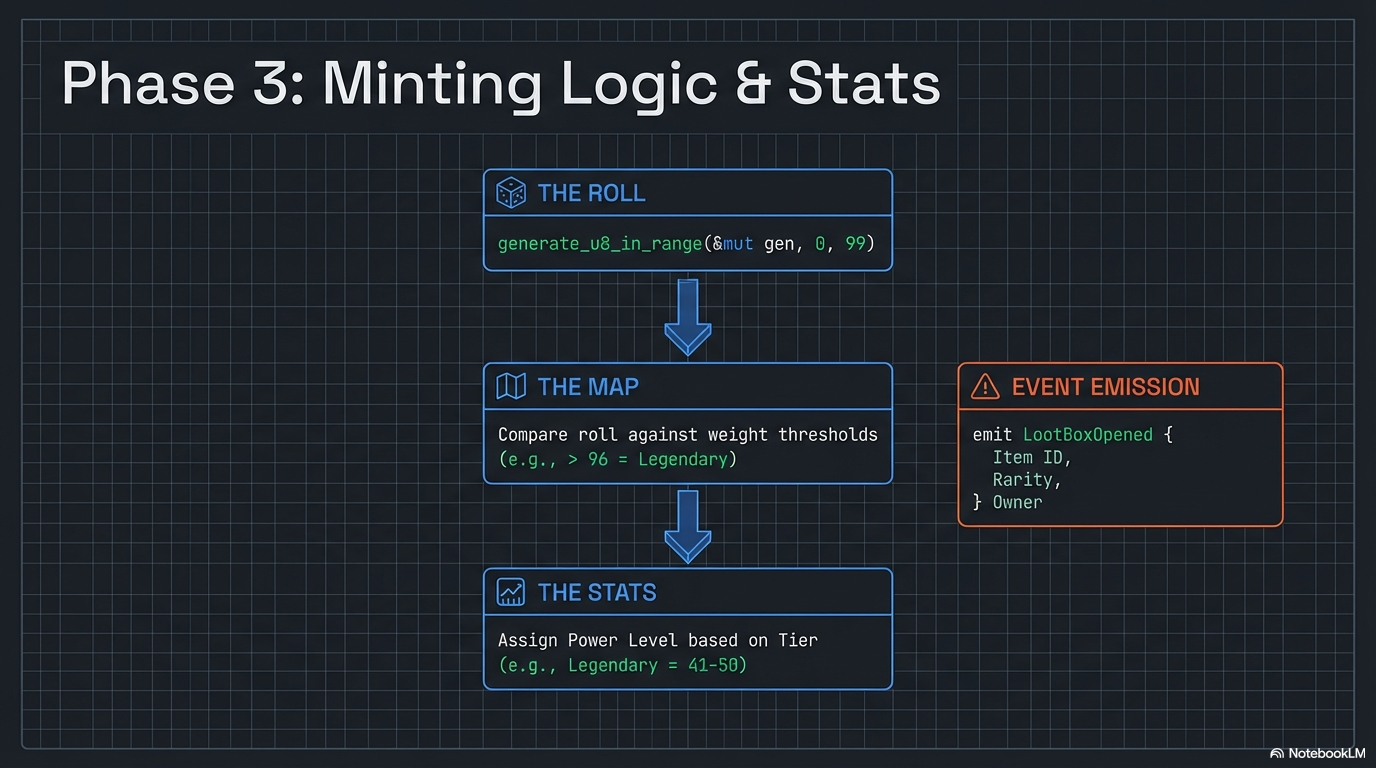 Phase 3: Minting Logic & Stats
THE ROLL
generate_u8_in_range(&mut gen, 0, 99)
THE MAP
Compare roll against weight thresholds
(e.g., > 96 = Legendary)
THE STATS
Assign Power Level based on Tier
(e.g., Legendary = 41-50)
EVENT EMISSION
emit LootBoxOpened {
Item ID,
Rarity,
} Owner
NotebookLM